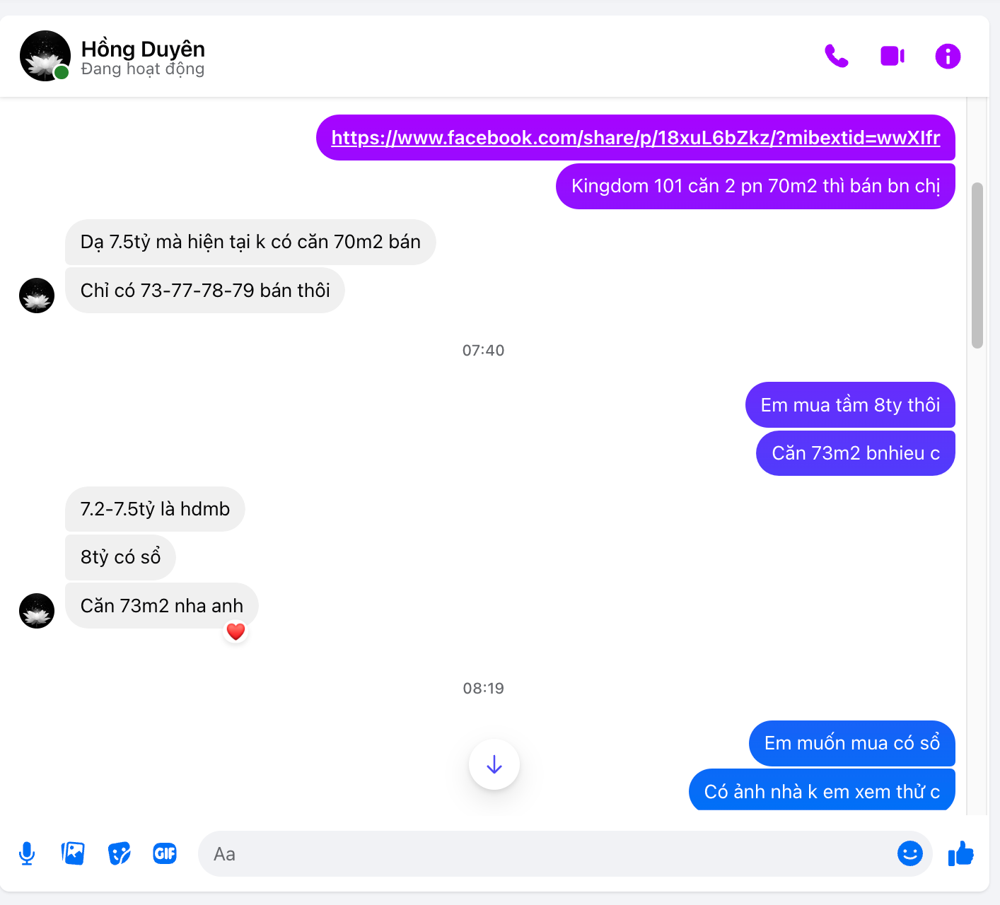 Hồng Duyên
Đang hoạt động
https://www.facebook.com/share/p/18xuL6bZkz/?mibextid=wwXIfr
Kingdom 101 căn 2 pn 70m2 thì bán bn chị
Dạ 7.5tỷ mà hiện tại k có căn 70m2 bán
Chỉ có 73-77-78-79 bán thôi
07:40
Em mua tầm 8ty thôi
Căn 73m2 bnhieu c
7.2-7.5tỷ là hdmb
8tỷ có sổ
Căn 73m2 nha anh
08:19
Em muốn mua có sổ
Có ảnh nhà k em xem thử c
GIF
Aa